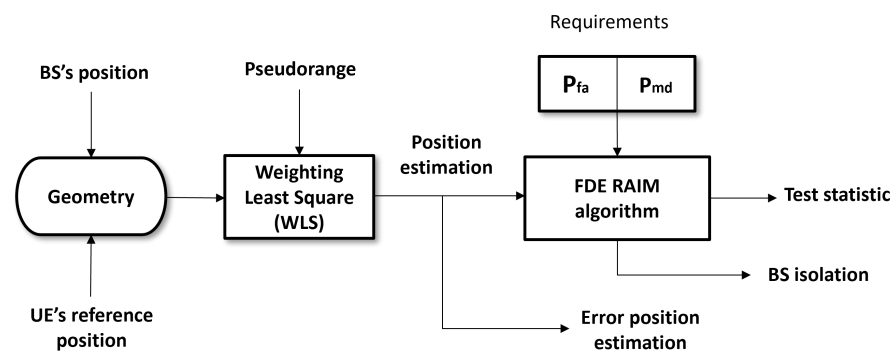 Requirements
BS's position
Pseudorange
Pfa
Pmd
Position
estimation
Geometry
Weighting
Least Square
(WLS)
FDE RAIM
algorithm
Test statistic
BS isolation
UE's reference
position
Error position
estimation